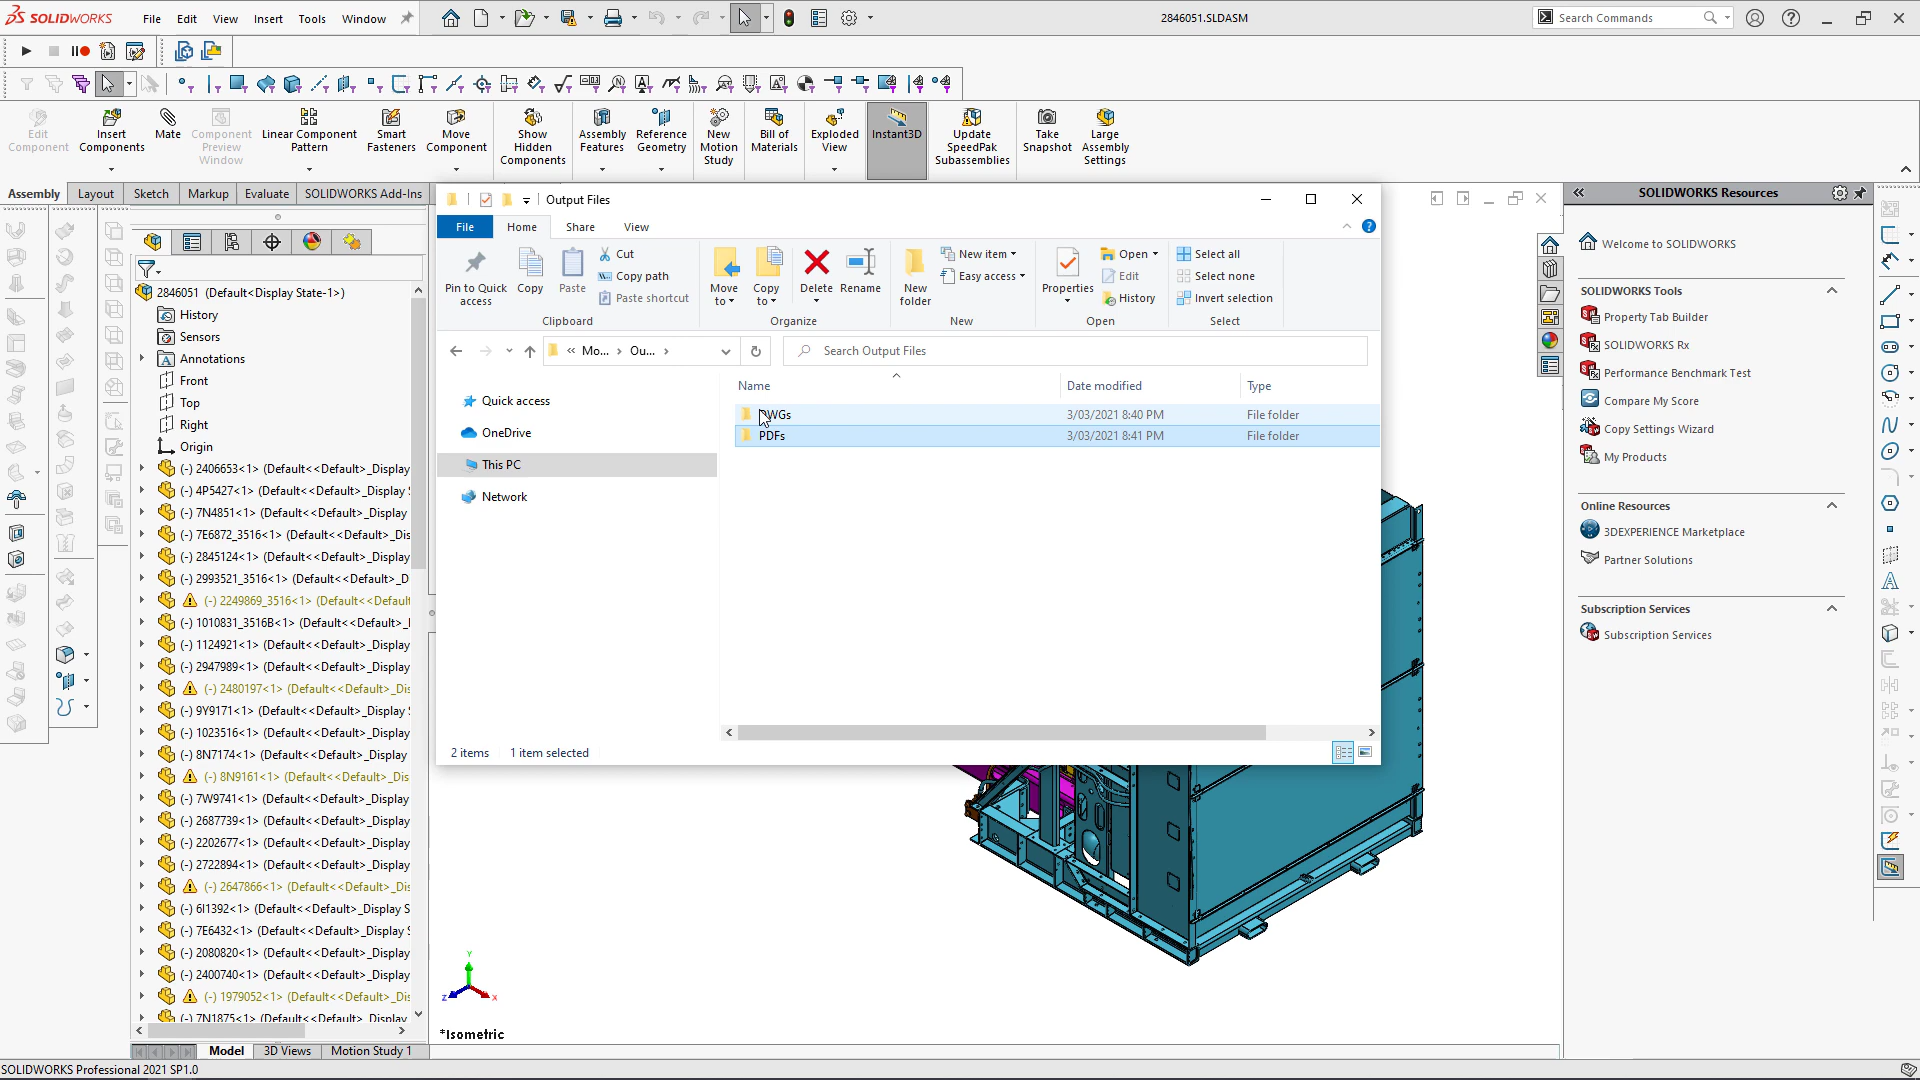 SOLIDWORKS
File Edit View Insert Tools Window
2846051.SLDASM
Search Commands
Edit Component
Insert Components
Mate
Component Preview Window
Linear Component Pattern
Smart Fasteners
Move Component
Show Hidden Components
Assembly Features
Reference Geometry
New Motion Study
Bill of Materials
Exploded View
Instant3D
Update SpeedPak Subassemblies
Take Snapshot
Large Assembly Settings
Assembly Layout Sketch Markup Evaluate SOLIDWORKS Add-Ins
2846051 (Default<Display State-1>)
History
Sensors
Annotations
Front
Top
Right
Origin
(-) 2406653<1> (Default<<Default>_Display
(-) 4P5427<1> (Default<<Default>_Display S
(-) 7N4851<1> (Default<<Default>_Display
(-) 7E6872_3516<1> (Default<<Default>_Dis
(-) 2845124<1> (Default<<Default>_Display
(-) 2993521_3516<1> (Default<<Default>_D
(-) 2249869_3516<1> (Default<<Default
(-) 1010831_3516B<1> (Default<<Default>_
(-) 1124921<1> (Default<<Default>_Display
(-) 2947989<1> (Default<<Default>_Display
(-) 2480197<1> (Default<<Default>_Dis
(-) 9Y9171<1> (Default<<Default>_Display
(-) 1023516<1> (Default<<Default>_Display
(-) 8N7174<1> (Default<<Default>_Display
(-) 8N9161<1> (Default<<Default>_Dis
(-) 7W9741<1> (Default<<Default>_Display
(-) 2687739<1> (Default<<Default>_Display
(-) 2202677<1> (Default<<Default>_Display
(-) 2722894<1> (Default<<Default>_Display
(-) 2647866<1> (Default<<Default>_Dis
(-) 6I1392<1> (Default<<Default>_Display S
(-) 7E6432<1> (Default<<Default>_Display
(-) 2080820<1> (Default<<Default>_Display
(-) 2400740<1> (Default<<Default>_Display
(-) 1979052<1> (Default<<Default>_Dis
(-) 7N1875<1> (Default<<Default>_Display
Model 3D Views Motion Study 1
SOLIDWORKS Professional 2021 SP1.0
Output Files
File Home Share View
Pin to Quick access
Copy
Paste
Cut
Copy path
Paste shortcut
Clipboard
Move to
Copy to
Delete
Rename
Organize
New folder
New item
Easy access
New
Properties
Open
Edit
History
Open
Select all
Select none
Invert selection
Select
« Mo... › Ou... ›
Search Output Files
Quick access
OneDrive
This PC
Network
Name Date modified Type
DWGs 3/03/2021 8:40 PM File folder
PDFs 3/03/2021 8:41 PM File folder
2 items 1 item selected
Y
Z X
*Isometric
SOLIDWORKS Resources
Welcome to SOLIDWORKS
SOLIDWORKS Tools
Property Tab Builder
SOLIDWORKS Rx
Performance Benchmark Test
Compare My Score
Copy Settings Wizard
My Products
Online Resources
3DEXPERIENCE Marketplace
Partner Solutions
Subscription Services
Subscription Services